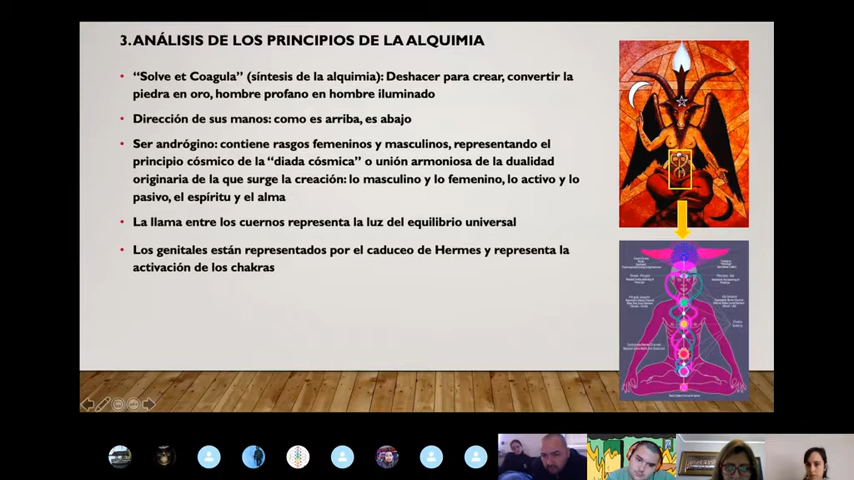 3. ANÁLISIS DE LOS PRINCIPIOS DE LA ALQUIMIA
• “Solve et Coagula” (síntesis de la alquimia): Deshacer para crear, convertir la
piedra en oro, hombre profano en hombre iluminado
• Dirección de sus manos: como es arriba, es abajo
• Ser andrógino: contiene rasgos femeninos y masculinos, representando el
principio cósmico de la “diada cósmica” o unión armoniosa de la dualidad
originaria de la que surge la creación: lo masculino y lo femenino, lo activo y lo
pasivo, el espíritu y el alma
• La llama entre los cuernos representa la luz del equilibrio universal
• Los genitales están representados por el caduceo de Hermes y representa la
activación de los chakras